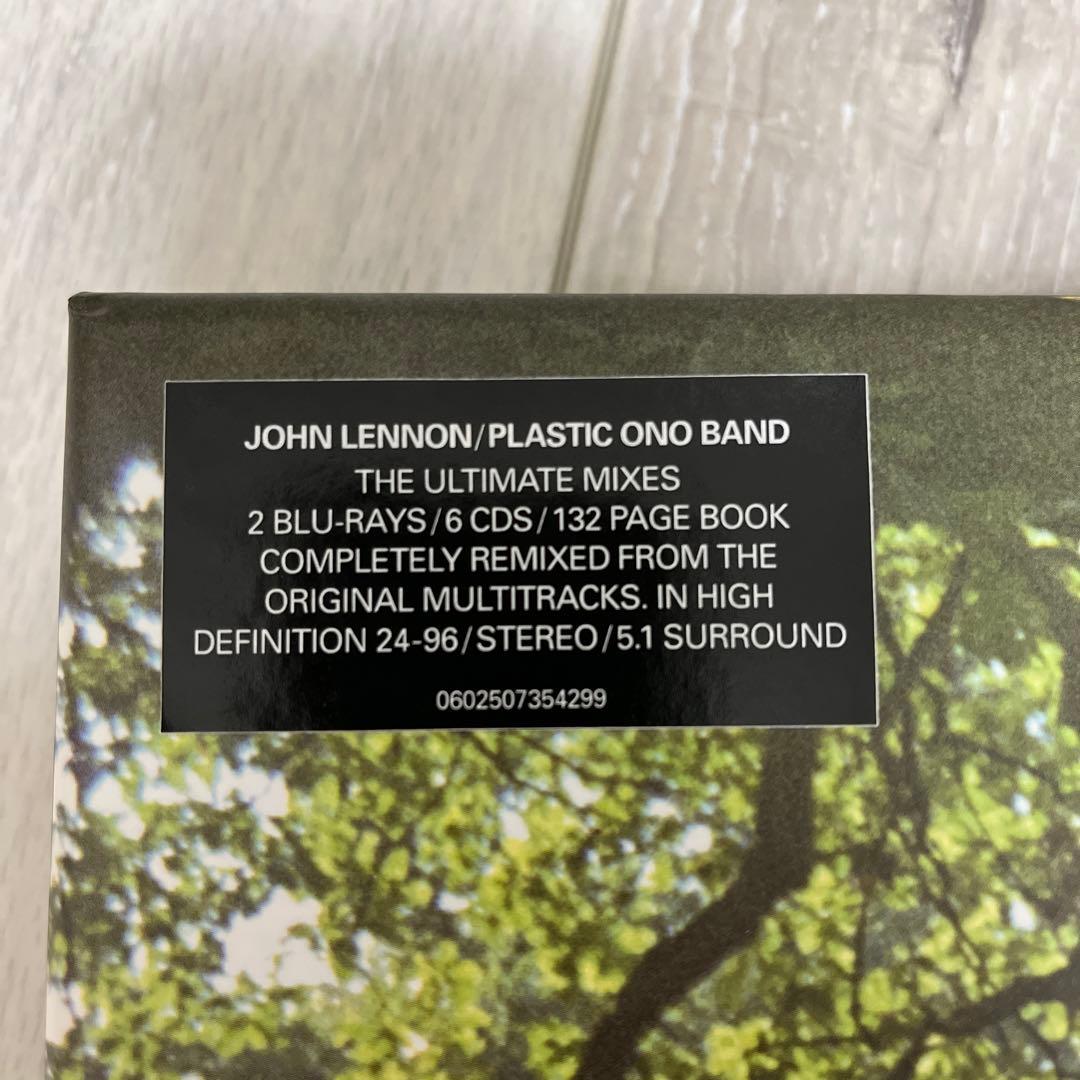 JOHN LENNON/PLASTIC ONO BAND
THE ULTIMATE MIXES
2 BLU-RAYS/6 CDS/132 PAGE BOOK
COMPLETELY REMIXED FROM THE
ORIGINAL MULTITRACKS. IN HIGH
DEFINITION 24-96/STEREO/5.1 SURROUND
0602507354299